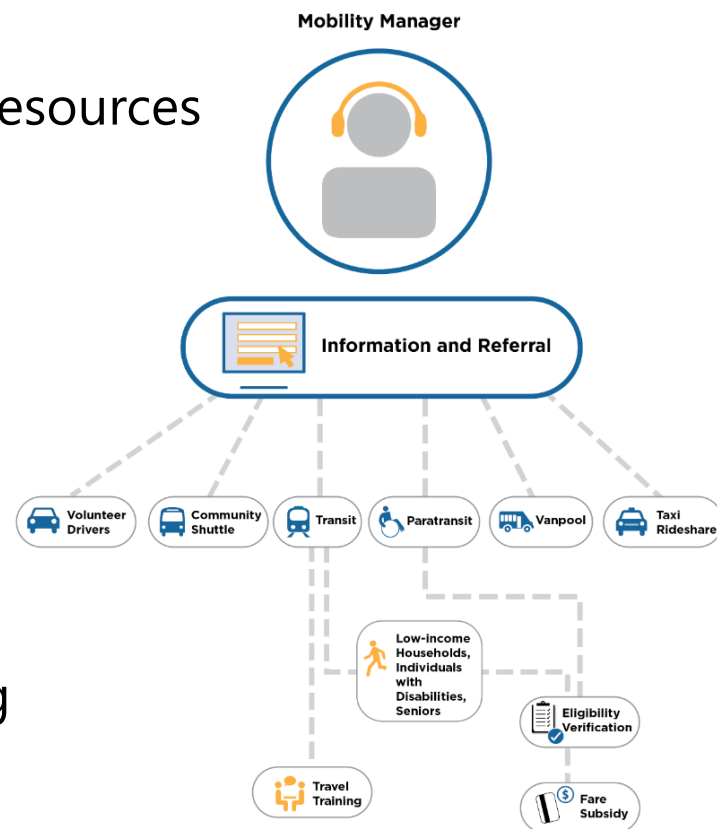 Mobility Manager
esources
Information and Referral
Volunteer
Drivers
Community
Shuttle
Transit
Paratransit
Vanpool
Taxi
Rideshare
Low-income
Households,
Individuals
with
Disabilities,
Seniors
g
Eligibility
Verification
Travel
Training
$
Fare
Subsidy